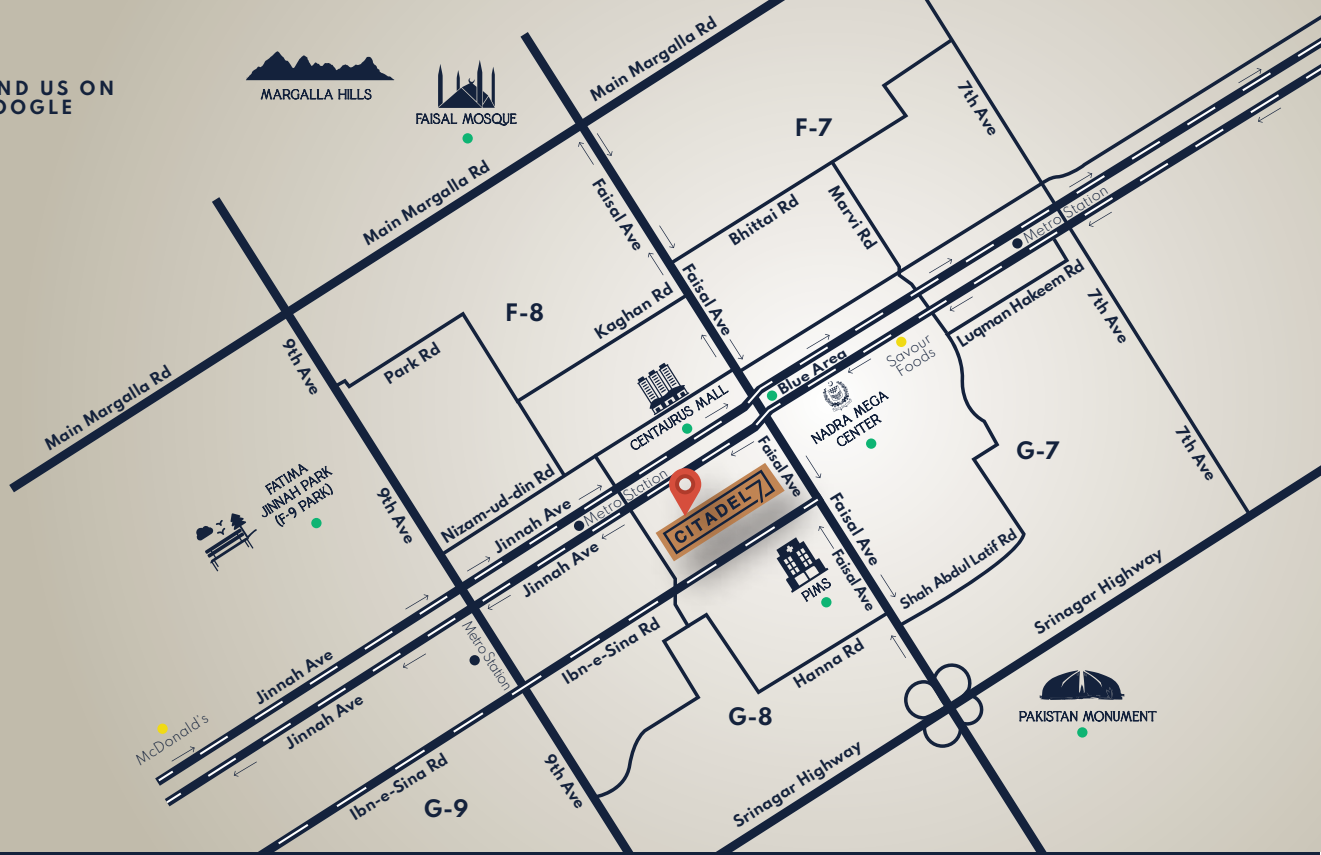 ND US ON
OOGLE
MARGALLA HILLS
FAISAL MOSQUE
Main Margalla Rd
Main Margalla Rd
Main Margalla Rd
F-7
7th Ave
Faisal Ave
Bhittai Rd
Marvi Rd
Metro Station
Faisal Ave
Kaghan Rd
F-8
Luqman Hakeem Rd
7th Ave
9th Ave
Park Rd
Blue Area
Savour
Foods
CENTAURUS MALL
NADRA MEGA
CENTER
G-7
7th Ave
FATIMA
JINNAH PARK
(F-9 PARK)
9th Ave
Nizam-ud-din Rd
Jinnah Ave
Metro Station
Faisal Ave
CITADEL 7
Jinnah Ave
Faisal Ave
Faisal Ave
PIMS
Shah Abdul Latif Rd
Srinagar Highway
Metro Station
Ibn-e-Sina Rd
Hanna Rd
Jinnah Ave
Jinnah Ave
McDonald's
G-8
PAKISTAN MONUMENT
Srinagar Highway
9th Ave
Ibn-e-Sina Rd
G-9